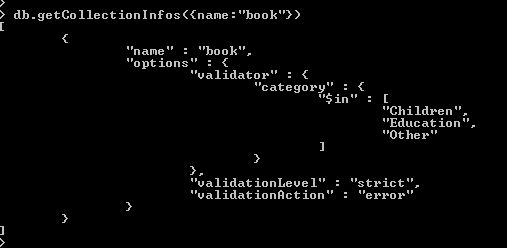 >
> db.getCollectionInfos({name:"book"})
[
        {
                "name" : "book",
                "options" : {
                        "validator" : {
                                "category" : {
                                        "$in" : [
                                                "Children",
                                                "Education",
                                                "Other"
                                        ]
                                }
                        },
                        "validationLevel" : "strict",
                        "validationAction" : "error"
                }
        }
]
>